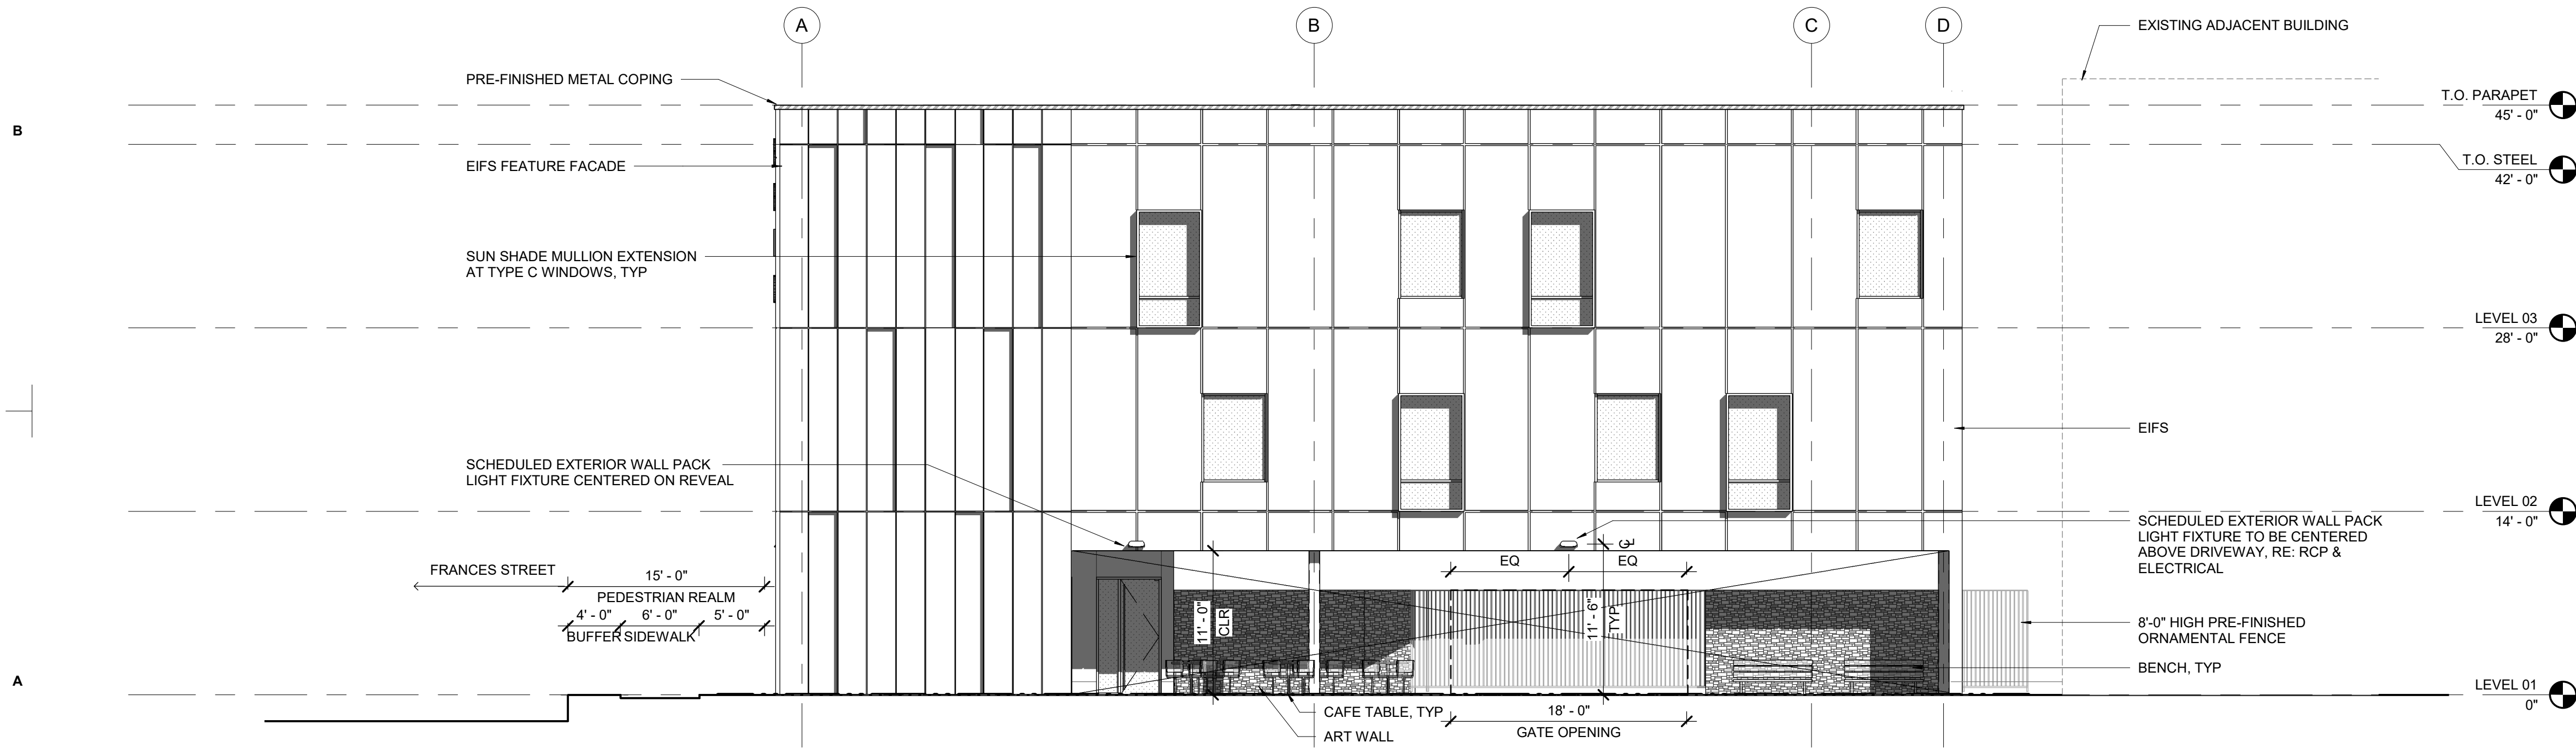 A
B
C
D
EXISTING ADJACENT BUILDING
PRE-FINISHED METAL COPING
T.O. PARAPET
45' - 0"
B
EIFS FEATURE FACADE
T.O. STEEL
42' - 0"
SUN SHADE MULLION EXTENSION
AT TYPE C WINDOWS, TYP
LEVEL 03
28' - 0"
EIFS
SCHEDULED EXTERIOR WALL PACK
LIGHT FIXTURE CENTERED ON REVEAL
LEVEL 02
14' - 0"
SCHEDULED EXTERIOR WALL PACK
LIGHT FIXTURE TO BE CENTERED
ABOVE DRIVEWAY, RE: RCP &
ELECTRICAL
CL
EQ
EQ
FRANCES STREET
15' - 0"
PEDESTRIAN REALM
4' - 0"
6' - 0"
5' - 0"
BUFFER
SIDEWALK
11' - 0"
CLR
11' - 6"
TYP
8'-0" HIGH PRE-FINISHED
ORNAMENTAL FENCE
BENCH, TYP
A
LEVEL 01
0"
CAFE TABLE, TYP
ART WALL
18' - 0"
GATE OPENING